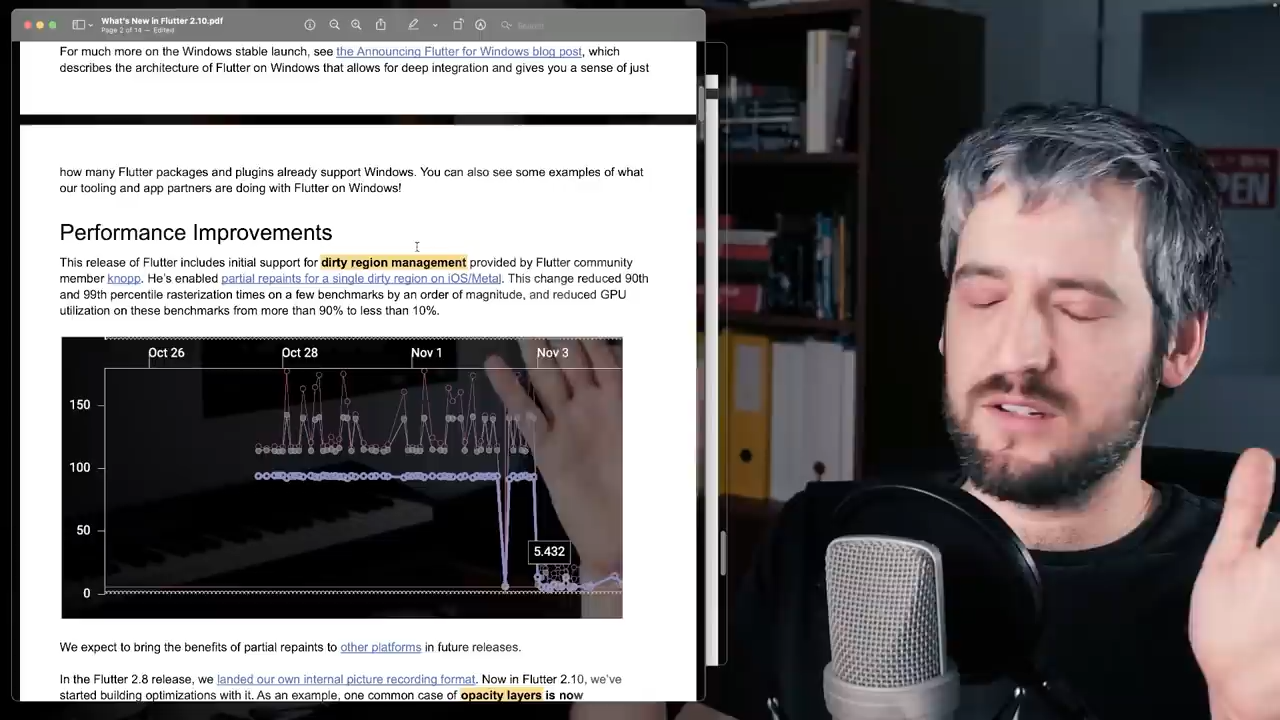 What's New in Flutter 2.10.pdf
Page 2 of 14 — Edited
Search
For much more on the Windows stable launch, see the Announcing Flutter for Windows blog post, which
describes the architecture of Flutter on Windows that allows for deep integration and gives you a sense of just
how many Flutter packages and plugins already support Windows. You can also see some examples of what
our tooling and app partners are doing with Flutter on Windows!
Performance Improvements
This release of Flutter includes initial support for dirty region management provided by Flutter community
member knopp. He's enabled partial repaints for a single dirty region on iOS/Metal. This change reduced 90th
and 99th percentile rasterization times on a few benchmarks by an order of magnitude, and reduced GPU
utilization on these benchmarks from more than 90% to less than 10%.
Oct 26
Oct 28
Nov 1
Nov 3
150
100
50
5.432
0
We expect to bring the benefits of partial repaints to other platforms in future releases.
In the Flutter 2.8 release, we landed our own internal picture recording format. Now in Flutter 2.10, we've
started building optimizations with it. As an example, one common case of opacity layers is now
PEN